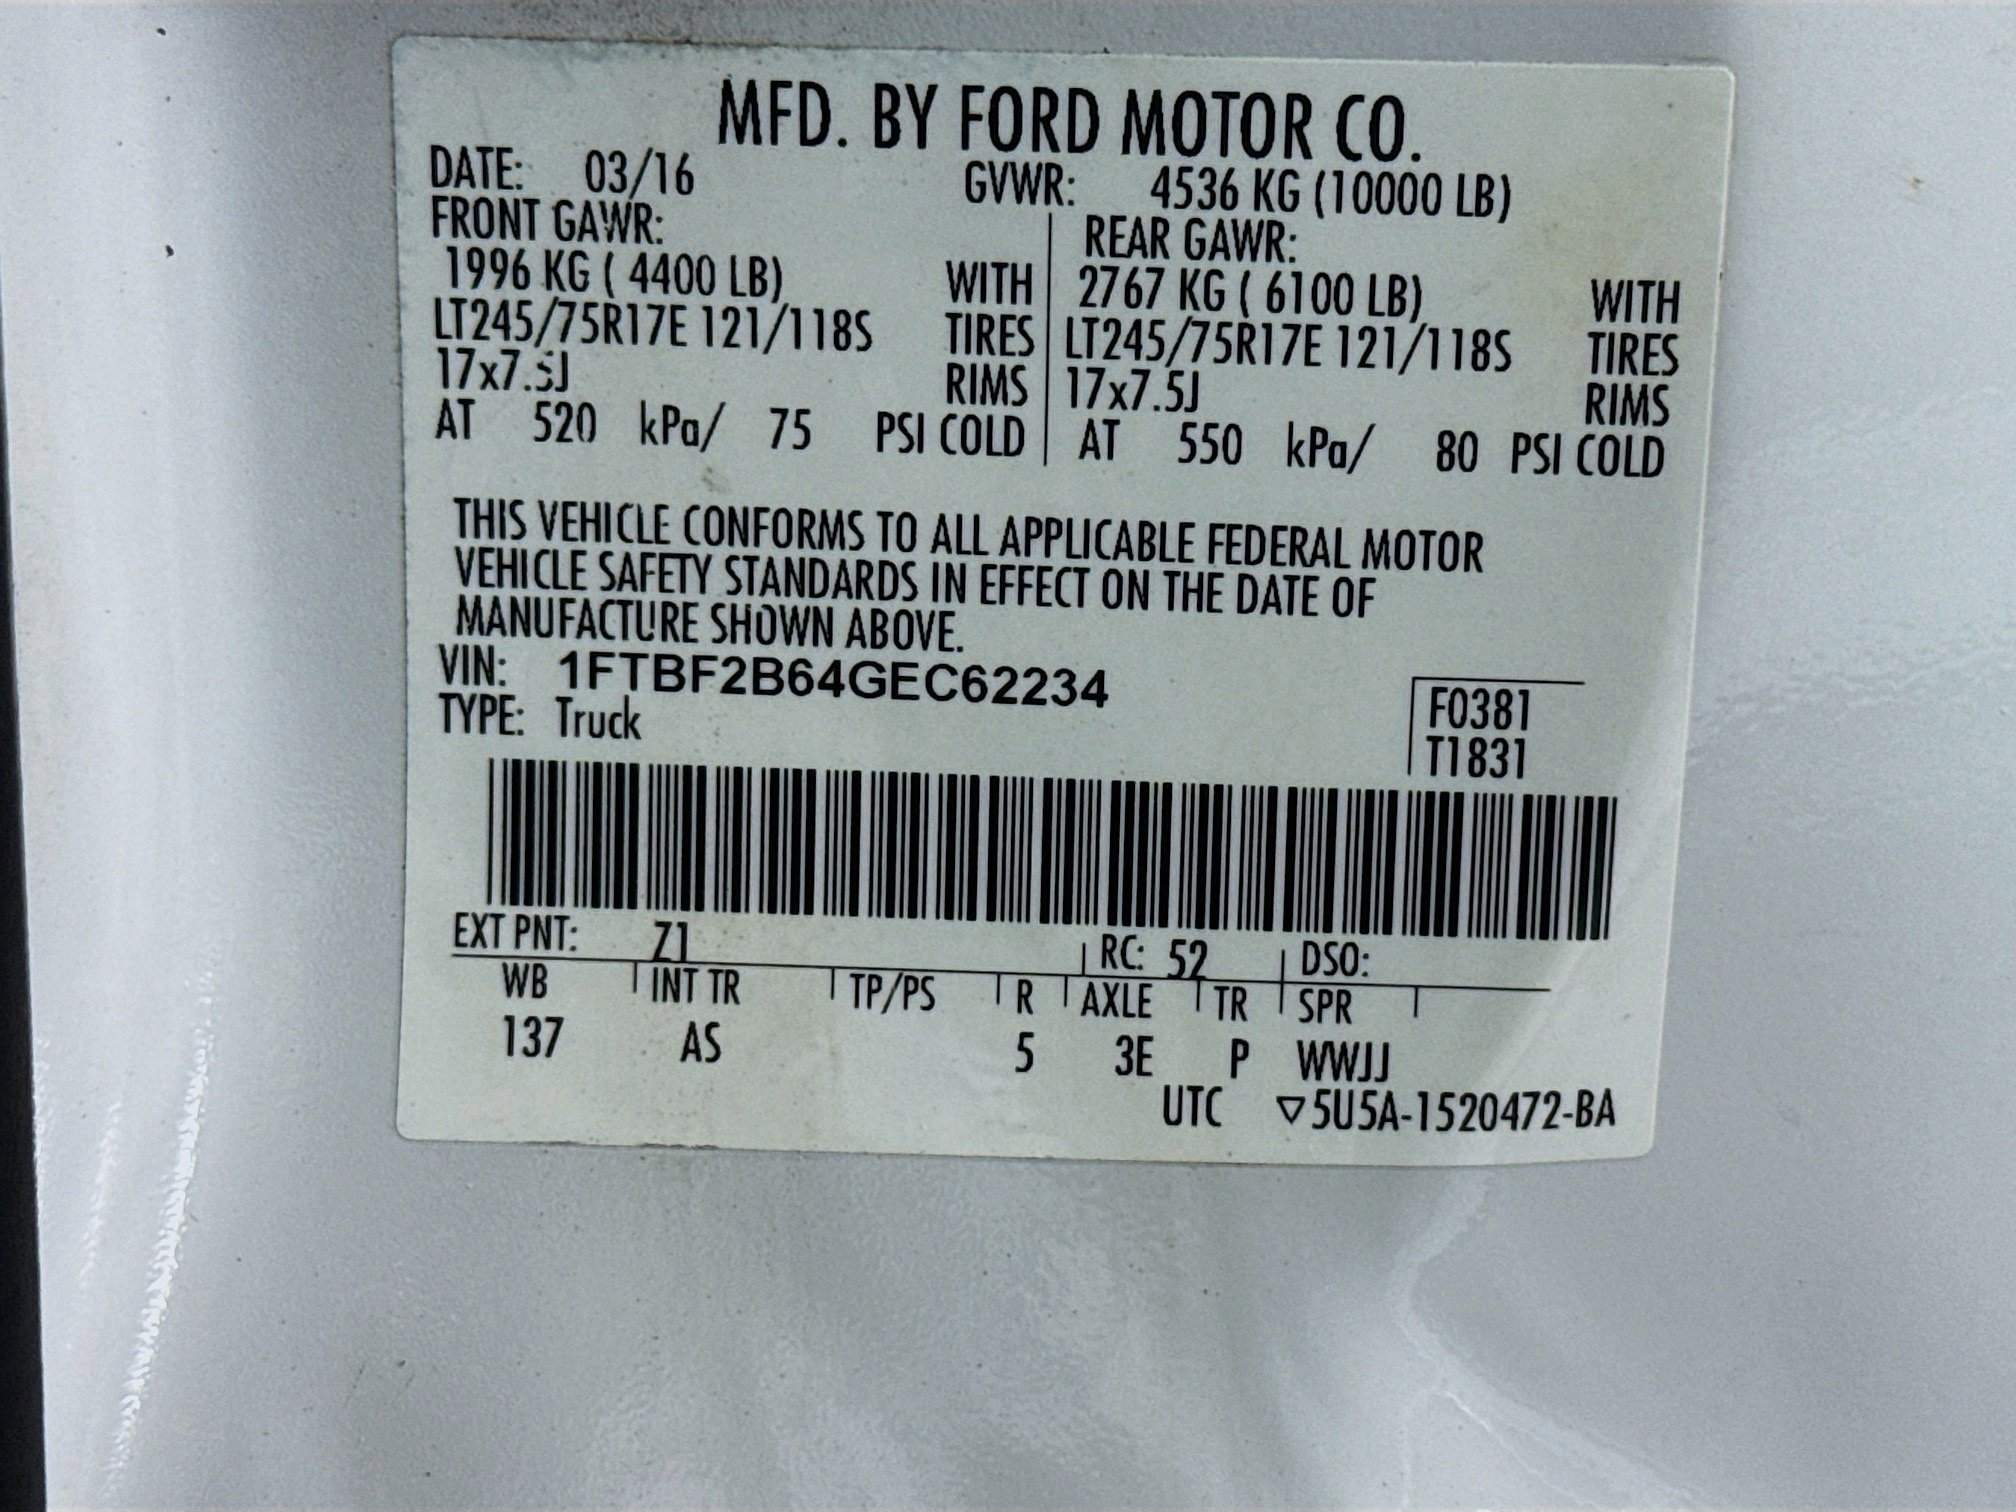 MFD. BY FORD MOTOR CO.
DATE: 03/16 GVWR: 4536 KG (10000 LB)
FRONT GAWR: REAR GAWR:
1996 KG ( 4400 LB) WITH 2767 KG ( 6100 LB) WITH
LT245/75R17E 121/118S TIRES LT245/75R17E 121/118S TIRES
17x7.5J RIMS 17x7.5J RIMS
AT 520 kPa/ 75 PSI COLD AT 550 kPa/ 80 PSI COLD
THIS VEHICLE CONFORMS TO ALL APPLICABLE FEDERAL MOTOR
VEHICLE SAFETY STANDARDS IN EFFECT ON THE DATE OF
MANUFACTURE SHOWN ABOVE.
VIN: 1FTBF2B64GEC62234
TYPE: Truck F0381
T1831
EXT PNT: Z1 RC: 52 DSO:
WB INT TR TP/PS R AXLE TR SPR
137 AS 5 3E P WWJJ
UTC ▽5U5A-1520472-BA